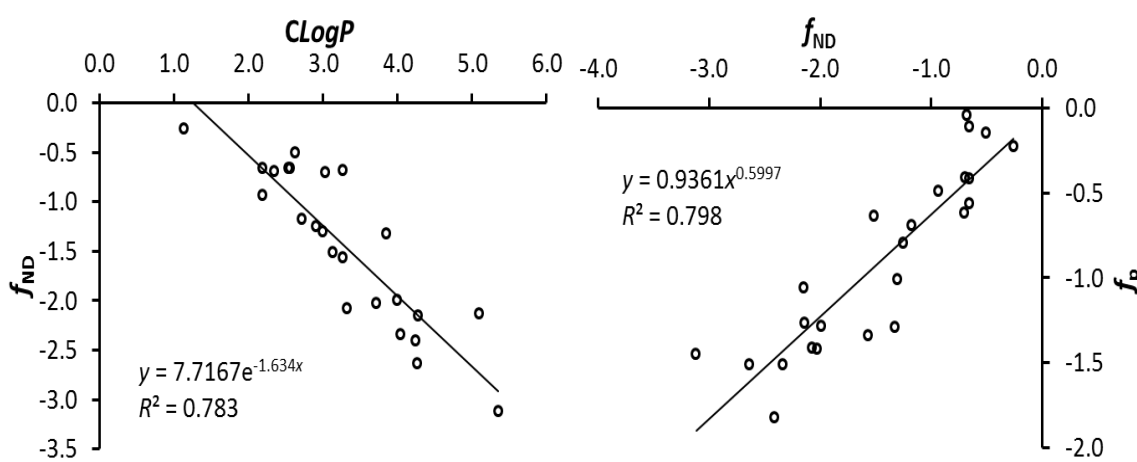 CLogP
0.0 1.0 2.0 3.0 4.0 5.0 6.0
0.0
-0.5
-1.0
-1.5
-2.0
-2.5
-3.0
-3.5
fND
y = 7.7167e-1.634x
R² = 0.783
fND
-4.0 -3.0 -2.0 -1.0 0.0
0.0
-0.5
-1.0
-1.5
-2.0
y = 0.9361x0.5997
R² = 0.798